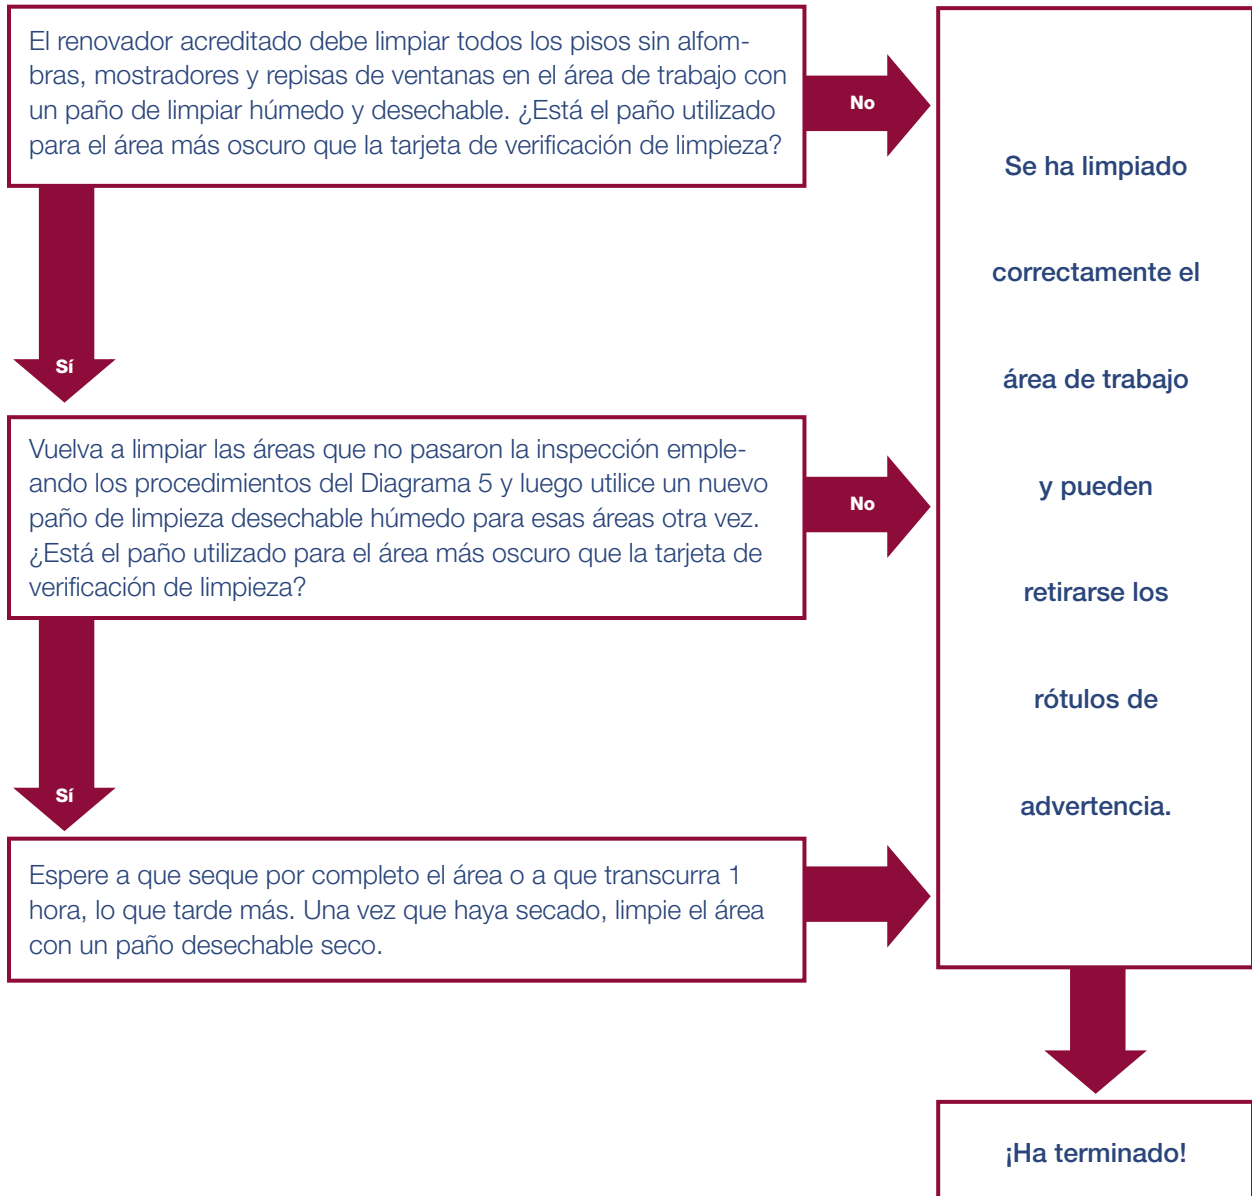 El renovador acreditado debe limpiar todos los pisos sin alfom-
bras, mostradores y repisas de ventanas en el área de trabajo con
un paño de limpiar húmedo y desechable. ¿Está el paño utilizado
para el área más oscuro que la tarjeta de verificación de limpieza?
No
Sí
Vuelva a limpiar las áreas que no pasaron la inspección emple-
ando los procedimientos del Diagrama 5 y luego utilice un nuevo
paño de limpieza desechable húmedo para esas áreas otra vez.
¿Está el paño utilizado para el área más oscuro que la tarjeta de
verificación de limpieza?
No
Sí
Espere a que seque por completo el área o a que transcurra 1
hora, lo que tarde más. Una vez que haya secado, limpie el área
con un paño desechable seco.
Se ha limpiado
correctamente el
área de trabajo
y pueden
retirarse los
rótulos de
advertencia.
¡Ha terminado!